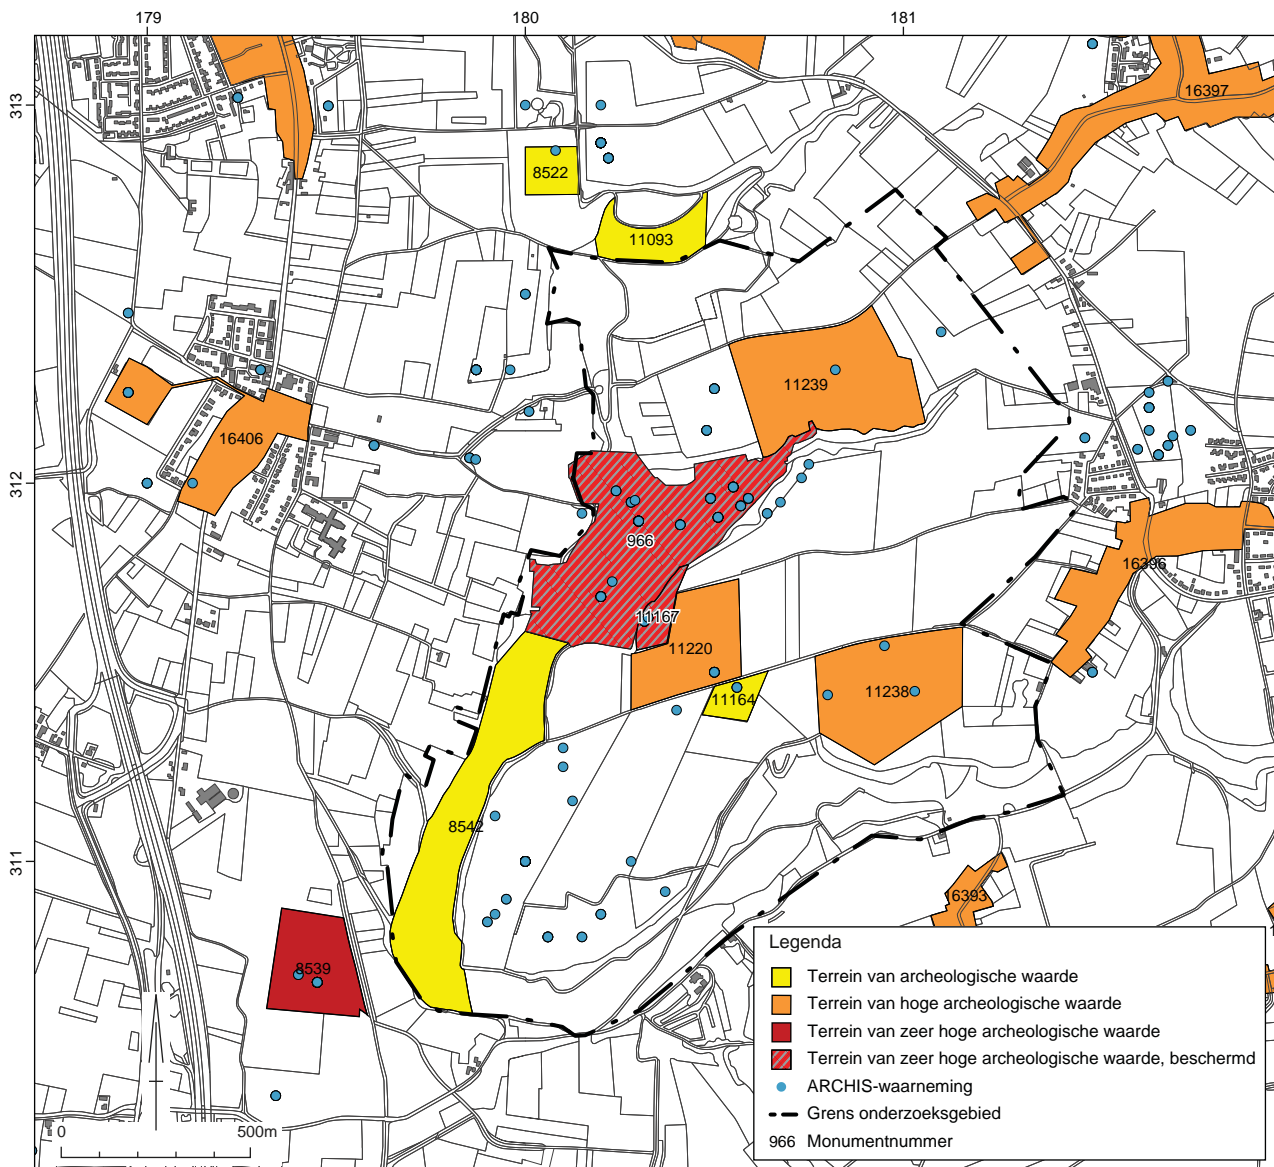 179 180 181
313
312
311
16397
8522
11093
11239
16406
966
16396
11167
11220
11238
11164
8542
16393
8539
0 500m
Legenda
Terrein van archeologische waarde
Terrein van hoge archeologische waarde
Terrein van zeer hoge archeologische waarde
Terrein van zeer hoge archeologische waarde, beschermd
ARCHIS-waarneming
Grens onderzoeksgebied
966 Monumentnummer